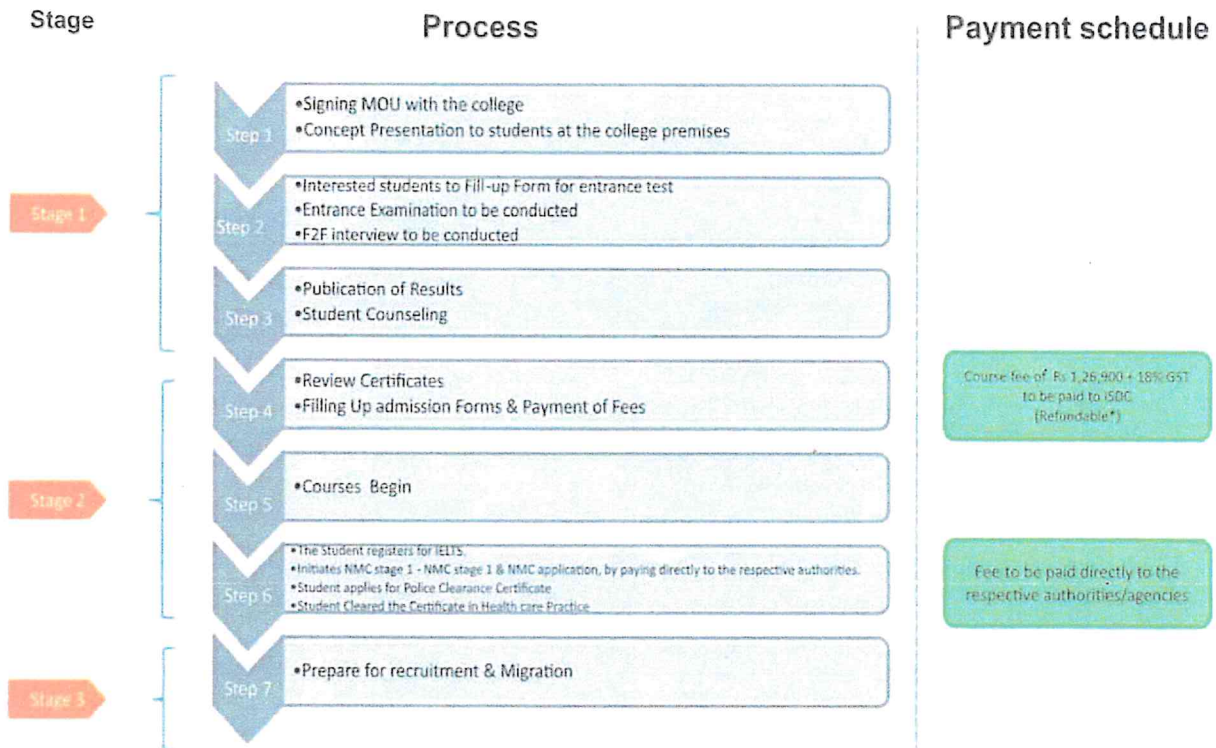 Stage
Process
Payment schedule
Stage 1
Step 1
•Signing MOU with the college
•Concept Presentation to students at the college premises
Step 2
•Interested students to Fill-up Form for entrance test
•Entrance Examination to be conducted
•F2F interview to be conducted
Step 3
•Publication of Results
•Student Counseling
Stage 2
Step 4
•Review Certificates
•Filling Up admission Forms & Payment of Fees
Course fee of Rs 1,26,900 + 18% GST
to be paid to iSDC
(Refundable*)
Step 5
•Courses Begin
Step 6
•The Student registers for IELTS.
•Initiates NMC stage 1 - NMC stage 1 & NMC application, by paying directly to the respective authorities.
•Student applies for Police Clearance Certificate
•Student Cleared the Certificate in Health care Practice
Fee to be paid directly to the
respective authorities/agencies
Stage 3
Step 7
•Prepare for recruitment & Migration